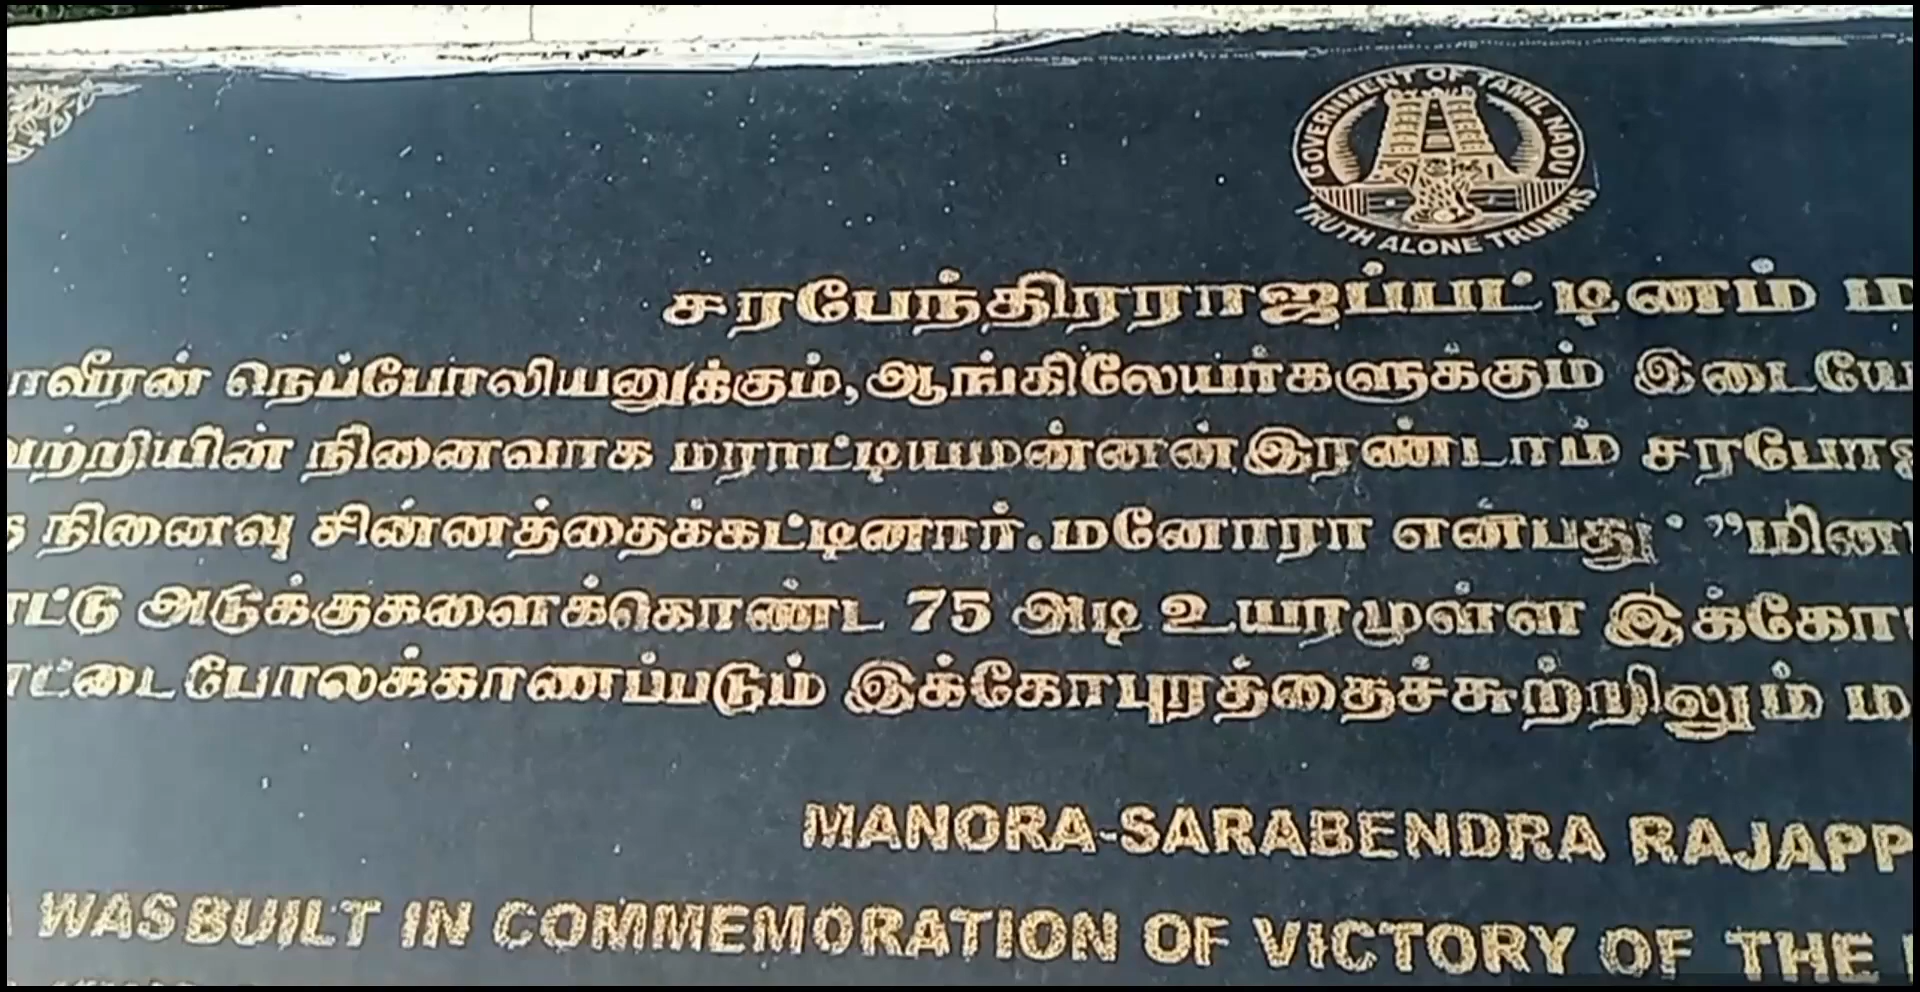 GOVERNMENT OF TAMIL NADU
TRUTH ALONE TRUMPHS
சரபேந்திரராஜப்பட்டினம் ம
ாவீரன் நெப்போலியனுக்கும்,ஆங்கிலேயர்களுக்கும் இடையே
வற்றியின் நினைவாக மராட்டியமன்னன்இரண்டாம் சரபோஜ
நினைவு சின்னத்தைக்கட்டினார்.மனோரா என்பது "மினா
ாட்டு அடுக்குகளைக்கொண்ட 75 அடி உயரமுள்ள இக்கோ
ாட்டைபோலக்காணப்படும் இக்கோபுரத்தைச்சுற்றிலும் ம
MANORA-SARABENDRA RAJAPP
WAS BUILT IN COMMEMORATION OF VICTORY OF THE